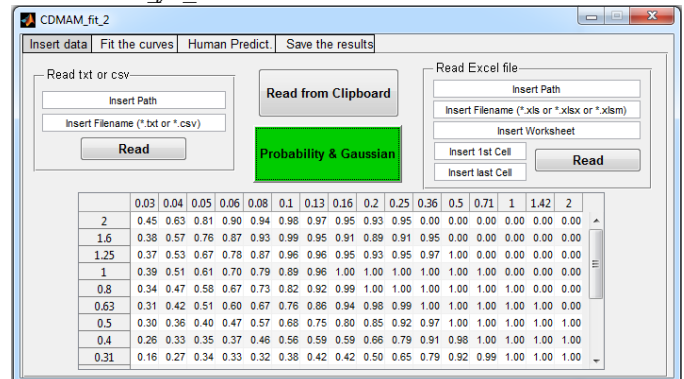 CDMAM_fit_2
Insert data Fit the curves Human Predict. Save the results
Read txt or csv
Insert Path
Insert Filename (*.txt or *.csv)
Read
Read from Clipboard
Probability & Gaussian
Read Excel file
Insert Path
Insert Filename (*.xls or *.xlsx or *.xlsm)
Insert Worksheet
Insert 1st Cell
Insert last Cell
Read
0.03 0.04 0.05 0.06 0.08 0.1 0.13 0.16 0.2 0.25 0.36 0.5 0.71 1 1.42 2
2 0.45 0.63 0.81 0.90 0.94 0.98 0.97 0.95 0.93 0.95 0.00 0.00 0.00 0.00 0.00 0.00
1.6 0.38 0.57 0.76 0.87 0.93 0.99 0.95 0.91 0.89 0.91 0.95 0.00 0.00 0.00 0.00 0.00
1.25 0.37 0.53 0.67 0.78 0.87 0.96 0.96 0.95 0.93 0.95 0.97 1.00 0.00 0.00 0.00 0.00
1 0.39 0.51 0.61 0.70 0.79 0.89 0.96 1.00 1.00 1.00 1.00 1.00 1.00 0.00 0.00 0.00
0.8 0.34 0.47 0.58 0.67 0.73 0.82 0.92 0.99 1.00 1.00 1.00 1.00 1.00 1.00 0.00 0.00
0.63 0.31 0.42 0.51 0.60 0.67 0.76 0.86 0.94 0.98 0.99 1.00 1.00 1.00 1.00 1.00 0.00
0.5 0.30 0.36 0.40 0.47 0.57 0.68 0.75 0.80 0.85 0.92 0.97 1.00 1.00 1.00 1.00 1.00
0.4 0.26 0.33 0.35 0.37 0.46 0.56 0.59 0.59 0.66 0.79 0.91 0.98 1.00 1.00 1.00 1.00
0.31 0.16 0.27 0.34 0.33 0.32 0.38 0.42 0.42 0.50 0.65 0.79 0.92 0.99 1.00 1.00 1.00